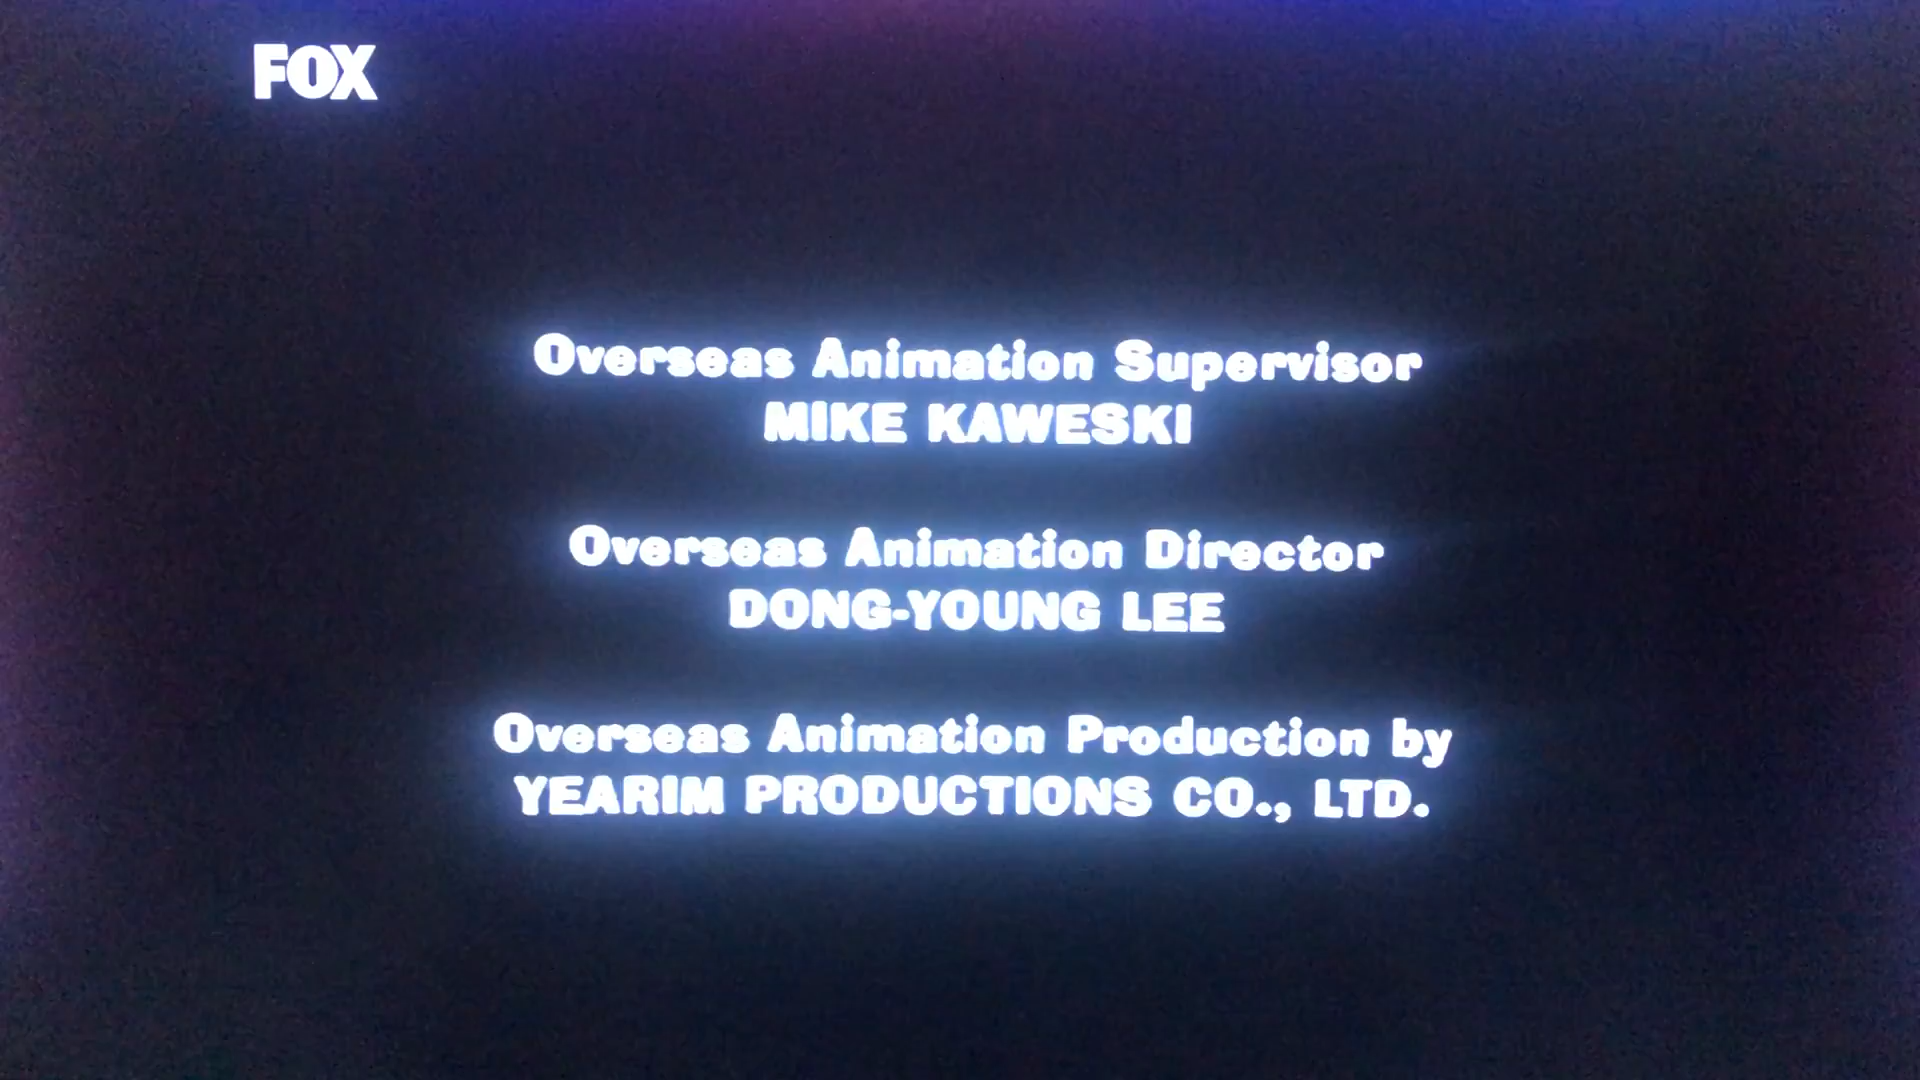 FOX
Overseas Animation Supervisor
MIKE KAWESKI
Overseas Animation Director
DONG-YOUNG LEE
Overseas Animation Production by
YEARIM PRODUCTIONS CO., LTD.